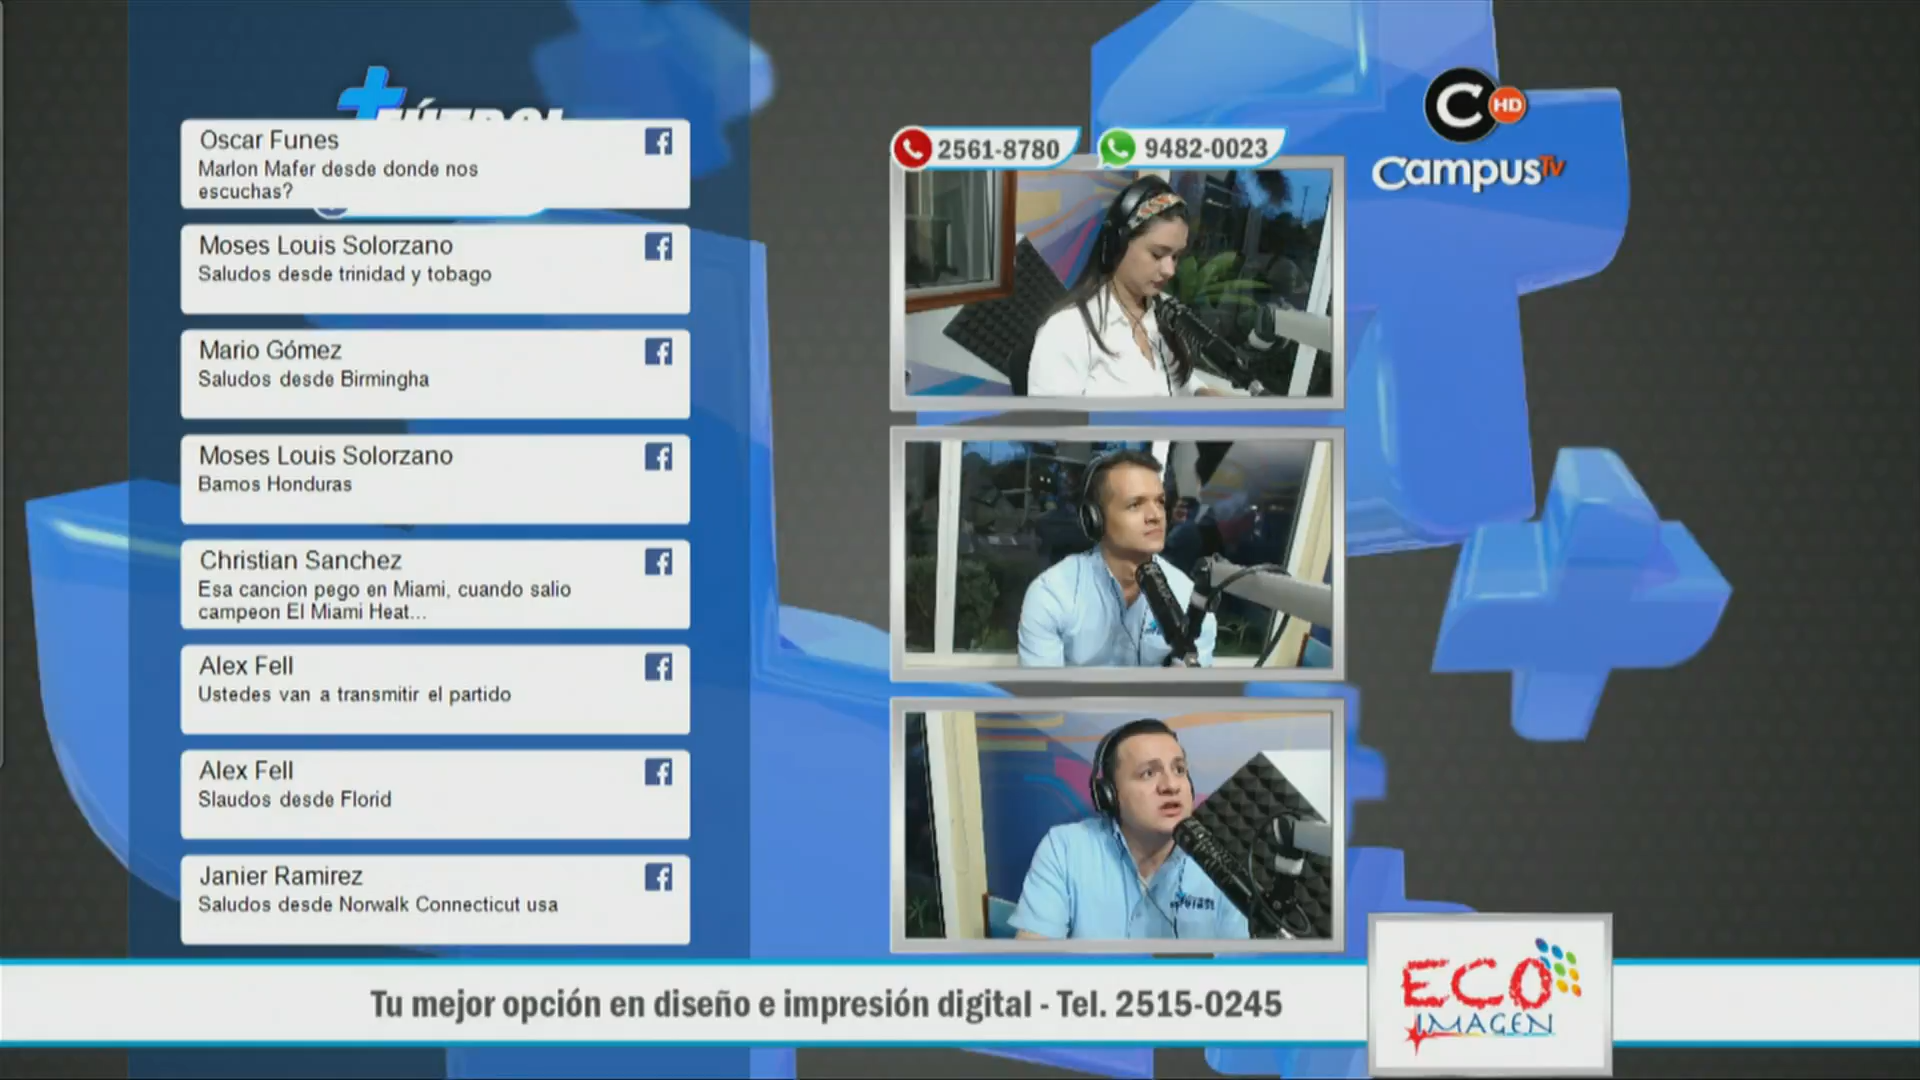 +FÚTBOL
Oscar Funes
Marlon Mafer desde donde nos
escuchas?
Moses Louis Solorzano
Saludos desde trinidad y tobago
Mario Gómez
Saludos desde Birmingha
Moses Louis Solorzano
Bamos Honduras
Christian Sanchez
Esa cancion pego en Miami, cuando salio
campeon El Miami Heat...
Alex Fell
Ustedes van a transmitir el partido
Alex Fell
Slaudos desde Florid
Janier Ramirez
Saludos desde Norwalk Connecticut usa
2561-8780
9482-0023
C HD
CampusTv
Tu mejor opción en diseño e impresión digital - Tel. 2515-0245
ECO
IMAGEN